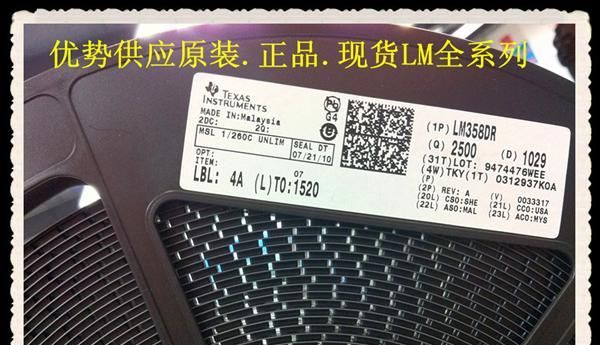 优势供应原装.正品.现货LM全系列
TEXAS
INSTRUMENTS
MADE IN:Malaysia
2DC: 2Q:
MSL 1/260C UNLIM
SEAL DT
07/21/10
OPT:
ITEM:
07
LBL: 4A (L)TO:1520
Pb
G4
(1P) LM358DR
(Q) 2500 (D) 1029
(31T)LOT: 9474476WEE
(4W)TKY(1T) 0312937K0A
(P)
(2P) REV: A (V) 0033317
(20L) CSO:SHE (21L) CCO:USA
(22L) ASO:MAL (23L) ACO:MYS